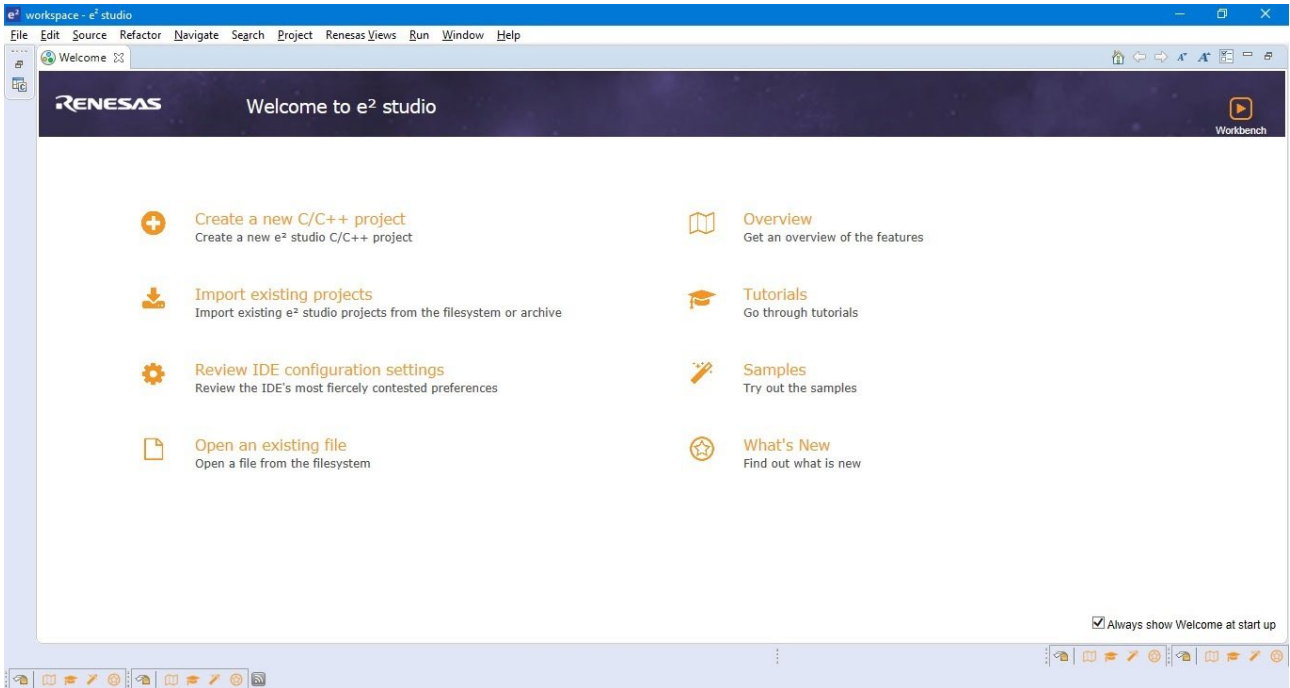 e² workspace - e² studio
File Edit Source Refactor Navigate Search Project Renesas Views Run Window Help
Welcome
RENESAS Welcome to e² studio
Workbench
Create a new C/C++ project
Create a new e² studio C/C++ project
Overview
Get an overview of the features
Import existing projects
Import existing e² studio projects from the filesystem or archive
Tutorials
Go through tutorials
Review IDE configuration settings
Review the IDE's most fiercely contested preferences
Samples
Try out the samples
Open an existing file
Open a file from the filesystem
What's New
Find out what is new
Always show Welcome at start up